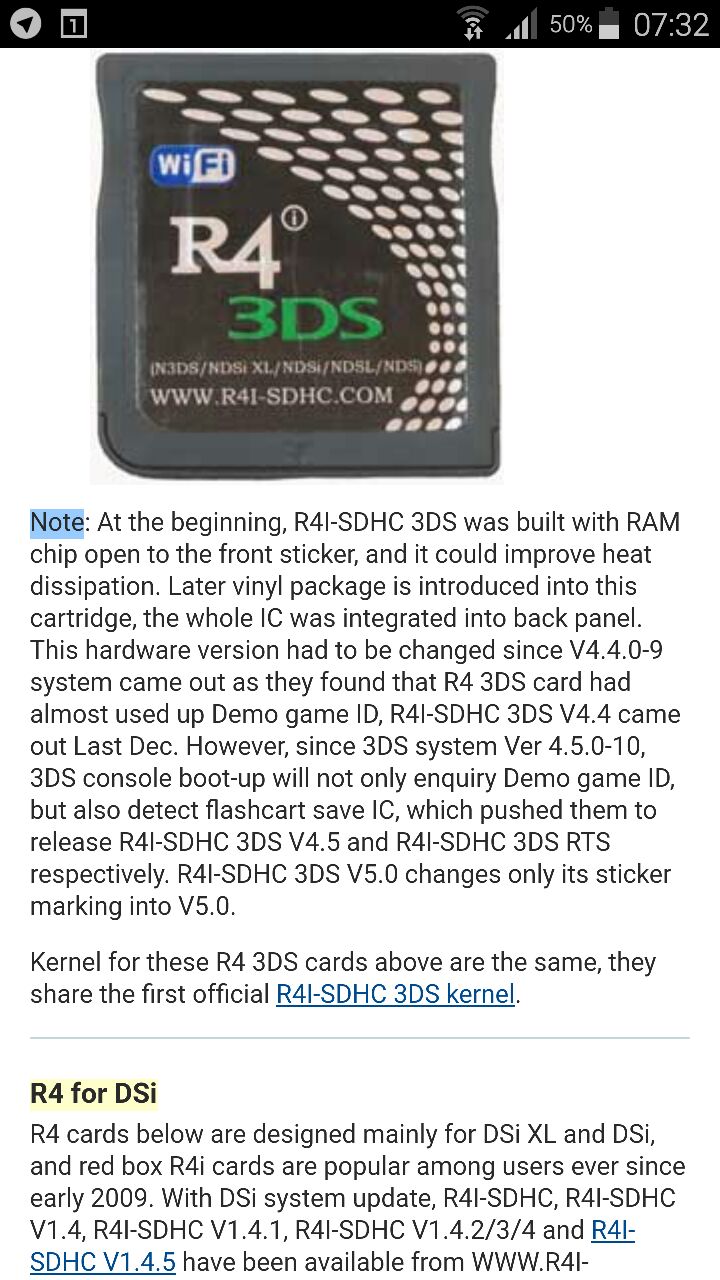 1
50%
07:32
WiFi
R4 i
3DS
(N3DS/NDSi XL/NDSi/NDSL/NDS)
WWW.R4I-SDHC.COM
Note: At the beginning, R4I-SDHC 3DS was built with RAM
chip open to the front sticker, and it could improve heat
dissipation. Later vinyl package is introduced into this
cartridge, the whole IC was integrated into back panel.
This hardware version had to be changed since V4.4.0-9
system came out as they found that R4 3DS card had
almost used up Demo game ID, R4I-SDHC 3DS V4.4 came
out Last Dec. However, since 3DS system Ver 4.5.0-10,
3DS console boot-up will not only enquiry Demo game ID,
but also detect flashcart save IC, which pushed them to
release R4I-SDHC 3DS V4.5 and R4I-SDHC 3DS RTS
respectively. R4I-SDHC 3DS V5.0 changes only its sticker
marking into V5.0.
Kernel for these R4 3DS cards above are the same, they
share the first official R4I-SDHC 3DS kernel.
R4 for DSi
R4 cards below are designed mainly for DSi XL and DSi,
and red box R4i cards are popular among users ever since
early 2009. With DSi system update, R4I-SDHC, R4I-SDHC
V1.4, R4I-SDHC V1.4.1, R4I-SDHC V1.4.2/3/4 and R4I-
SDHC V1.4.5 have been available from WWW.R4I-